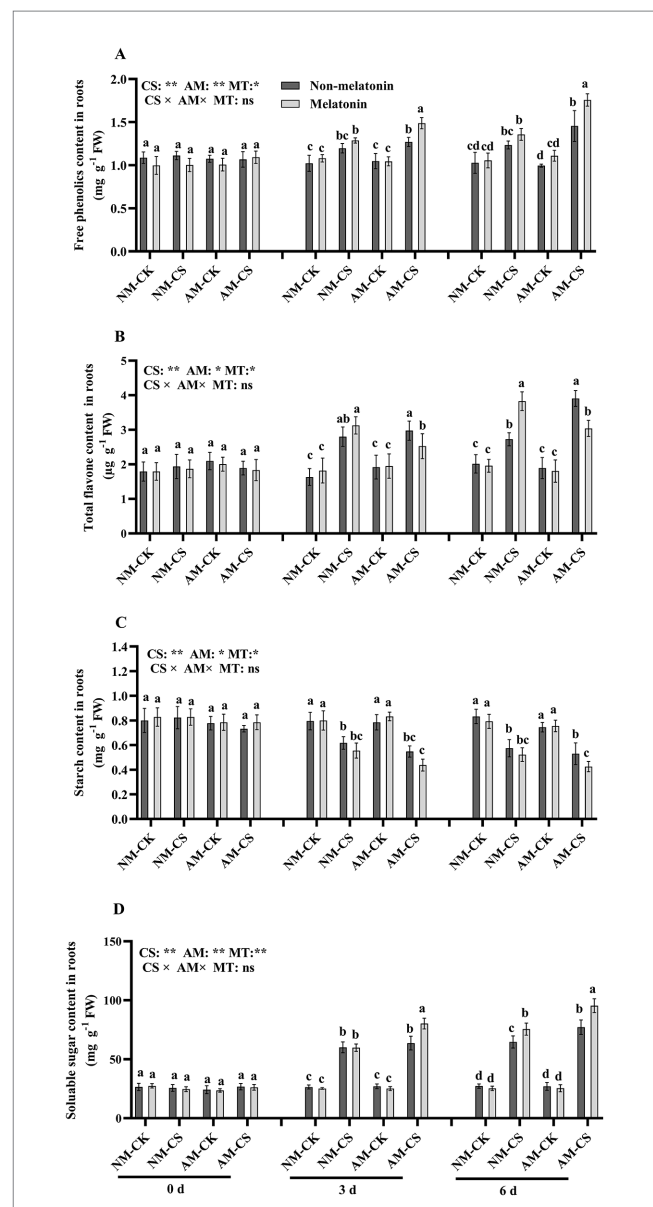 A
CS: ** AM: ** MT:*
CS × AM× MT: ns
Non-melatonin
Melatonin
Free phenolics content in roots
(mg g-1 FW)
2.0
1.5
1.0
0.5
0.0
a a a a a a a a
c c bc b c c b a
cd cd bc b d cd b a
NM-CK NM-CS AM-CK AM-CS NM-CK NM-CS AM-CK AM-CS NM-CK NM-CS AM-CK AM-CS
B
CS: ** AM: * MT:*
CS × AM× MT: ns
Total flavone content in roots
(µg g-1 FW)
5
4
3
2
1
0
a a a a a a a a
c c ab a c c a b
c c b a c c a b
NM-CK NM-CS AM-CK AM-CS NM-CK NM-CS AM-CK AM-CS NM-CK NM-CS AM-CK AM-CS
C
CS: ** AM: * MT:*
CS × AM× MT: ns
Starch content in roots
(mg g-1 FW)
1.4
1.2
1.0
0.8
0.6
0.4
0.2
0.0
a a a a a a a a
a a b bc a a bc c
a a b bc a a b c
NM-CK NM-CS AM-CK AM-CS NM-CK NM-CS AM-CK AM-CS NM-CK NM-CS AM-CK AM-CS
D
CS: ** AM: ** MT:**
CS × AM× MT: ns
Soluable sugar content in roots
(mg g-1 FW)
150
100
50
0
a a a a a a a a
c c b b c c b a
d d c b d d b a
NM-CK NM-CS AM-CK AM-CS NM-CK NM-CS AM-CK AM-CS NM-CK NM-CS AM-CK AM-CS
0 d 3 d 6 d